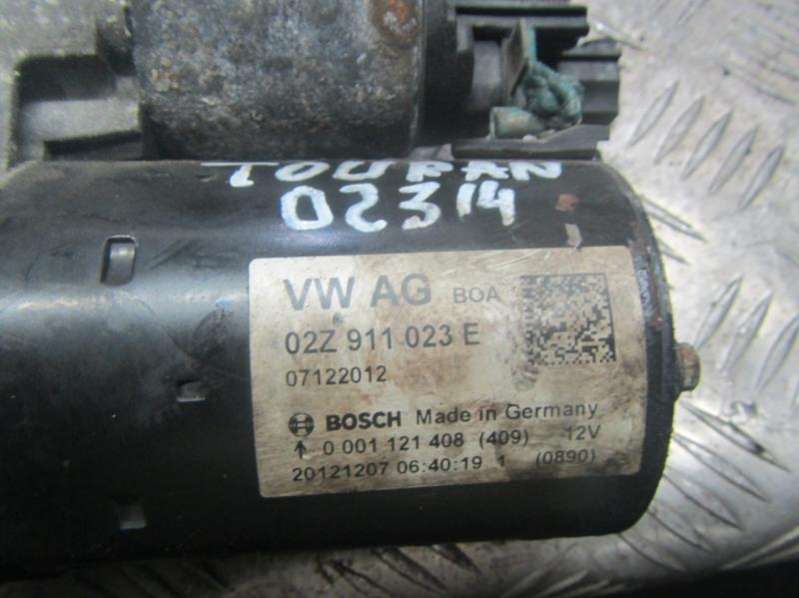 TOURAN
02314
VW AG BOA
02Z 911 023 E
07122012
BOSCH Made in Germany
0 001 121 408 (409) 12V
20121207 06:40:19 1 (0890)